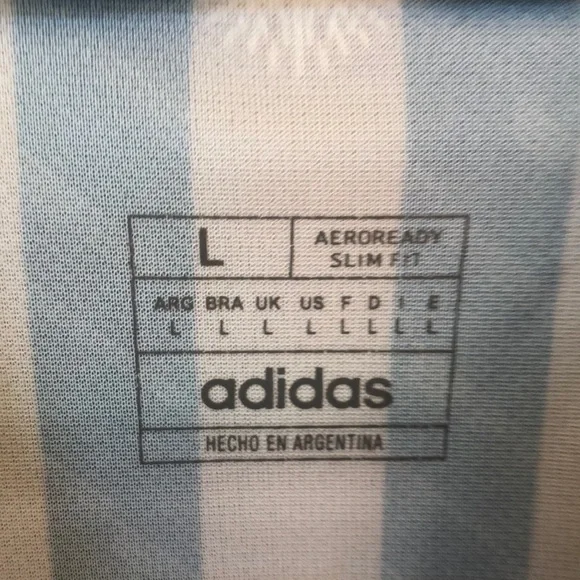 L
AEROREADY
SLIM FIT
ARG BRA UK US F D I E
L L L L L L L L
adidas
HECHO EN ARGENTINA